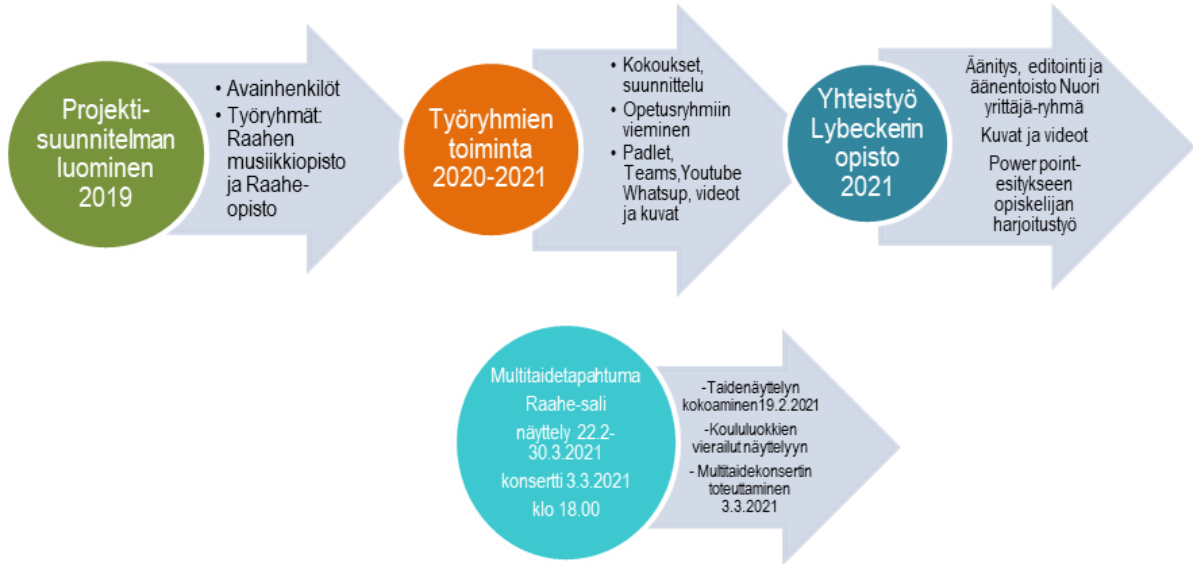 Projekti-
suunnitelman
luominen
2019
• Avainhenkilöt
• Työryhmät:
Raahen
musiikkiopisto
ja Raahe-
opisto
Työryhmien
toiminta
2020-2021
• Kokoukset,
suunnittelu
• Opetusryhmiin
vieminen
• Padlet,
Teams,Youtube
Whatsup, videot
ja kuvat
Yhteistyö
Lybeckerin
opisto
2021
Äänitys, editointi ja
äänentoisto Nuori
yrittäjä-ryhmä
Kuvat ja videot
Power point-
esitykseen
opiskelijan
harjoitustyö
Multitaidetapahtuma
Raahe-sali
näyttely 22.2-
30.3.2021
konsertti 3.3.2021
klo 18.00
-Taidenäyttelyn
kokoaminen19.2.2021
-Koululuokkien
vierailut näyttelyyn
- Multitaidekonsertin
toteuttaminen
3.3.2021